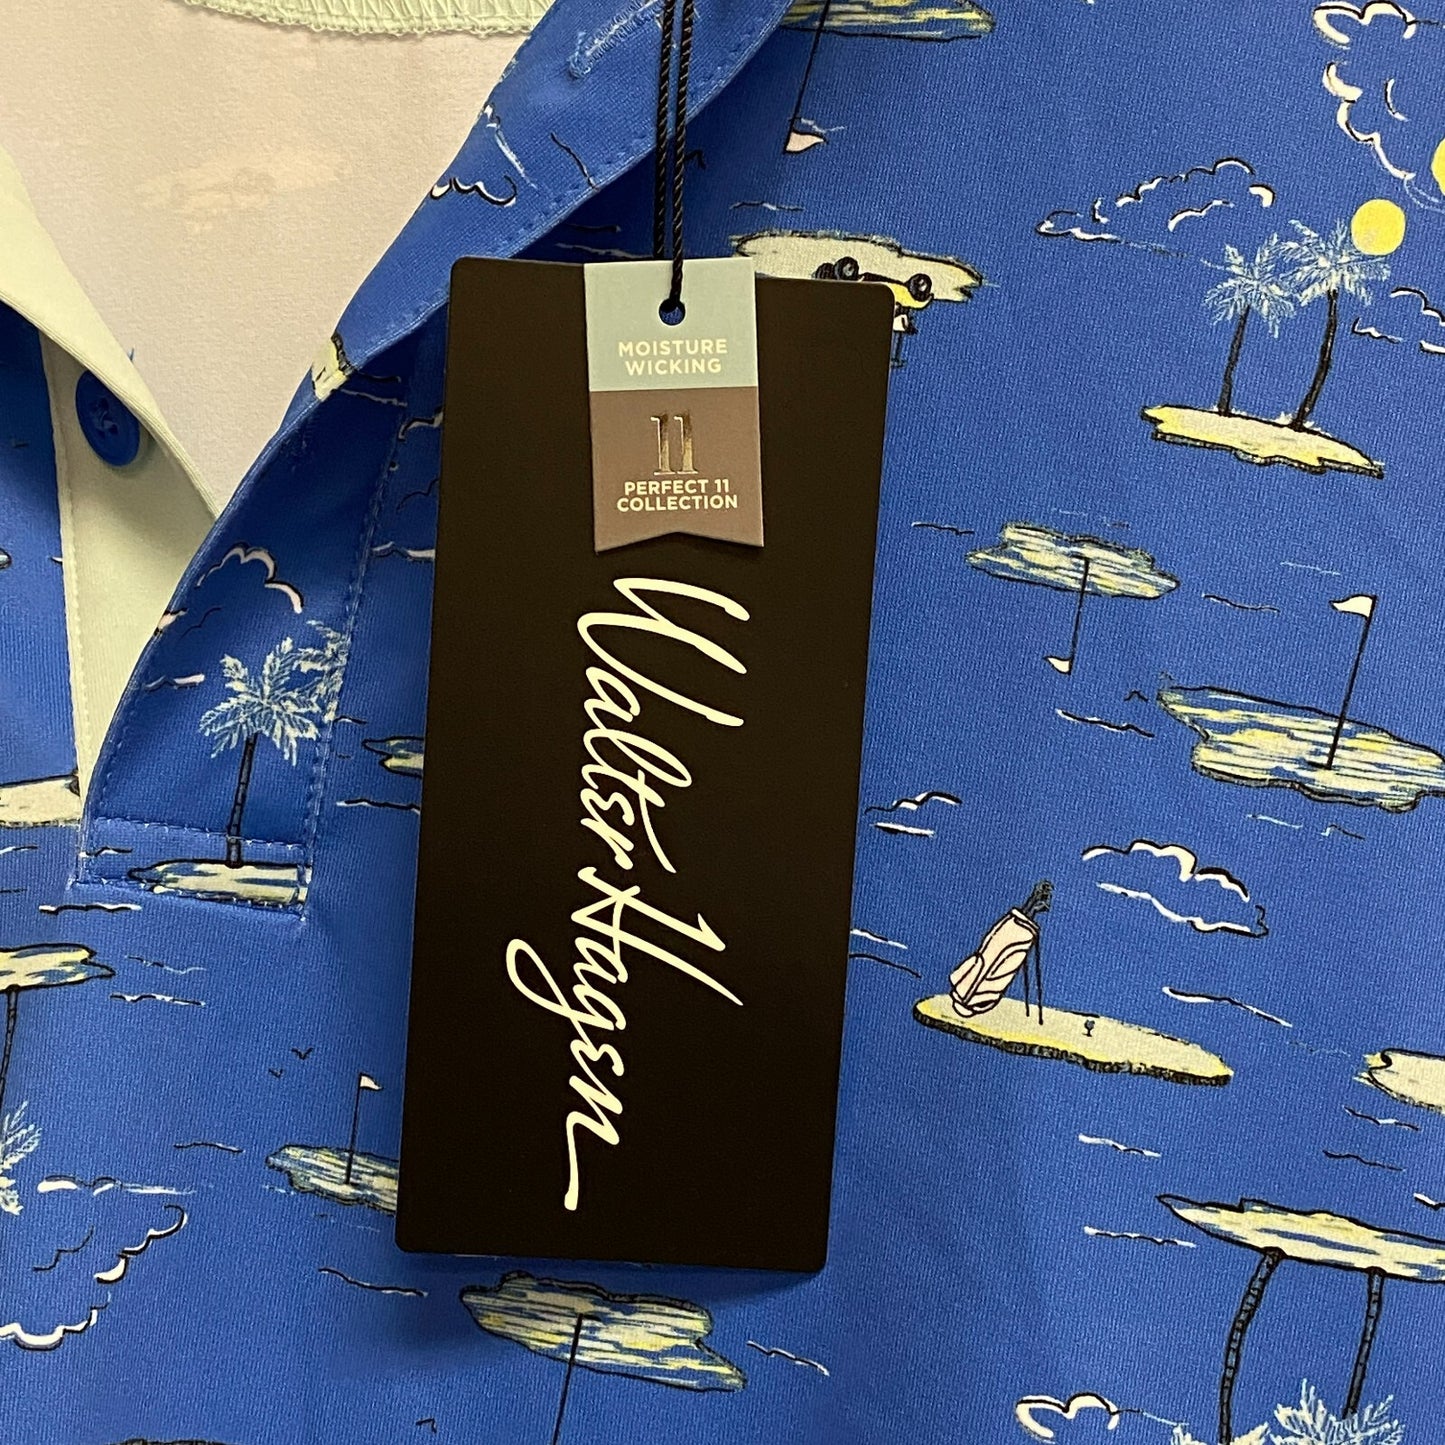 MOISTURE
WICKING
11
PERFECT 11
COLLECTION
Walter Hagen